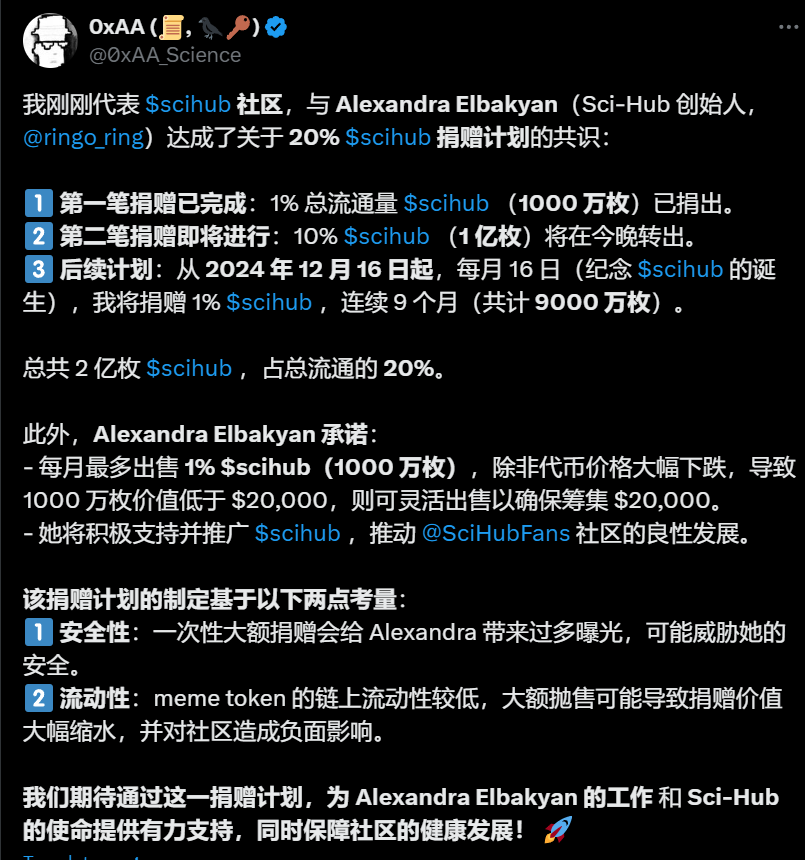 0xAA (📜, 🐦‍⬛🗝️)
@0xAA_Science
我刚刚代表 $scihub 社区，与 Alexandra Elbakyan（Sci-Hub 创始人，
@ringo_ring）达成了关于 20% $scihub 捐赠计划的共识：
1️⃣ 第一笔捐赠已完成：1% 总流通量 $scihub （1000 万枚）已捐出。
2️⃣ 第二笔捐赠即将进行：10% $scihub （1 亿枚）将在今晚转出。
3️⃣ 后续计划：从 2024 年 12 月 16 日起，每月 16 日（纪念 $scihub 的诞
生），我将捐赠 1% $scihub ，连续 9 个月（共计 9000 万枚）。
总共 2 亿枚 $scihub ，占总流通的 20%。
此外，Alexandra Elbakyan 承诺：
- 每月最多出售 1% $scihub（1000 万枚），除非代币价格大幅下跌，导致
1000 万枚价值低于 $20,000，则可灵活出售以确保筹集 $20,000。
- 她将积极支持并推广 $scihub ，推动 @SciHubFans 社区的良性发展。
该捐赠计划的制定基于以下两点考量：
1️⃣ 安全性：一次性大额捐赠会给 Alexandra 带来过多曝光，可能威胁她的
安全。
2️⃣ 流动性：meme token 的链上流动性较低，大额抛售可能导致捐赠价值
大幅缩水，并对社区造成负面影响。
我们期待通过这一捐赠计划，为 Alexandra Elbakyan 的工作 和 Sci-Hub
的使命提供有力支持，同时保障社区的健康发展！ 🚀